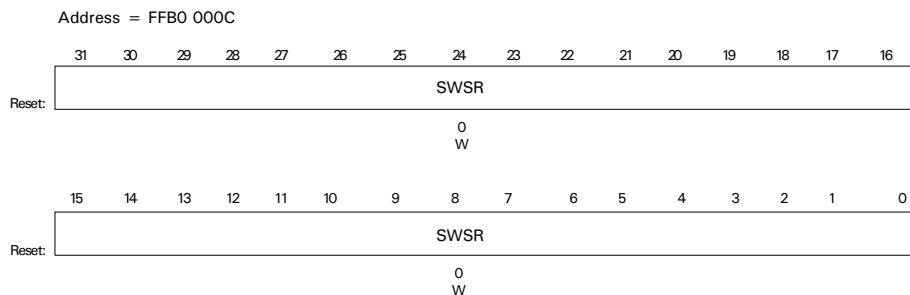 Address = FFB0 000C
31 30 29 28 27 26 25 24 23 22 21 20 19 18 17 16
SWSR
Reset:
0
W
15 14 13 12 11 10 9 8 7 6 5 4 3 2 1 0
SWSR
Reset:
0
W